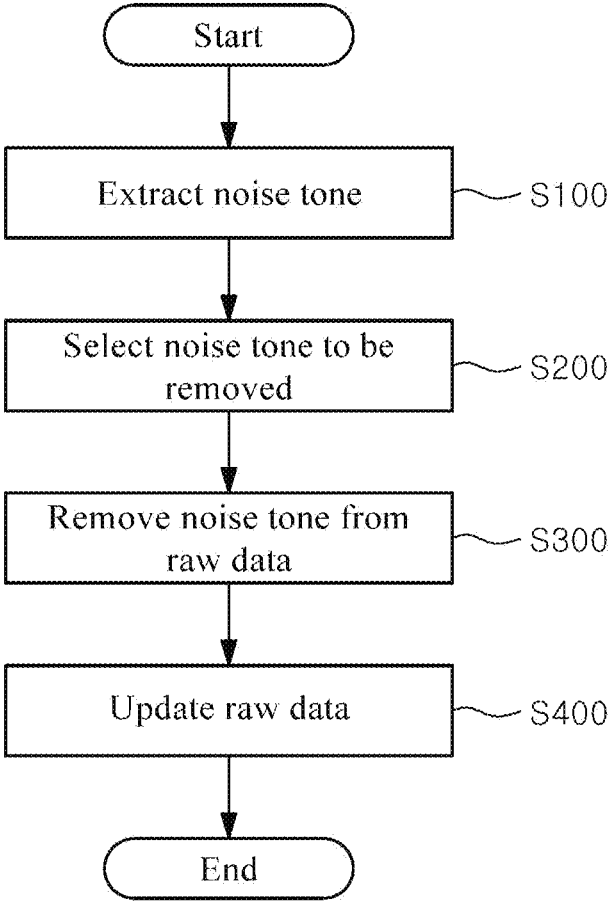 Start
Extract noise tone
S100
Select noise tone to be
removed
S200
Remove noise tone from
raw data
S300
Update raw data
S400
End